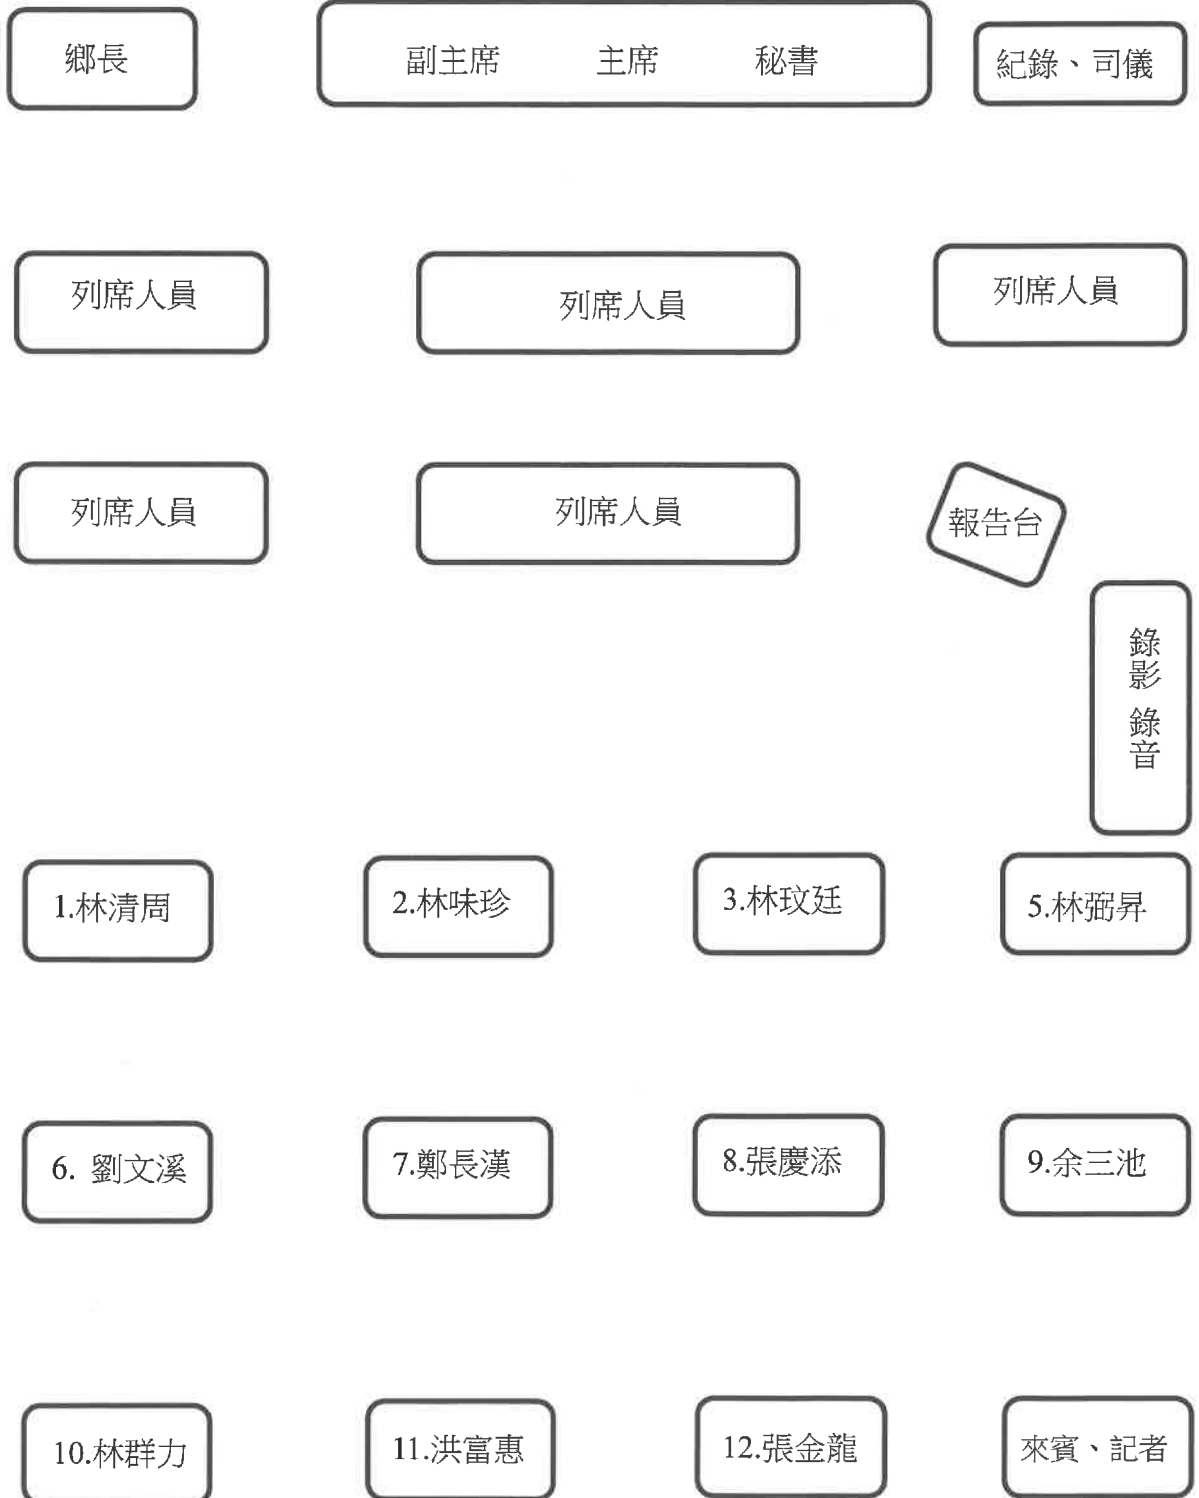 鄉長
副主席 主席 秘書
紀錄、司儀
列席人員
列席人員
列席人員
列席人員
列席人員
報告台
錄影 錄音
1.林清周
2.林味珍
3.林玟廷
5.林弼昇
6. 劉文溪
7.鄭長漢
8.張慶添
9.余三池
10.林群力
11.洪富惠
12.張金龍
來賓、記者